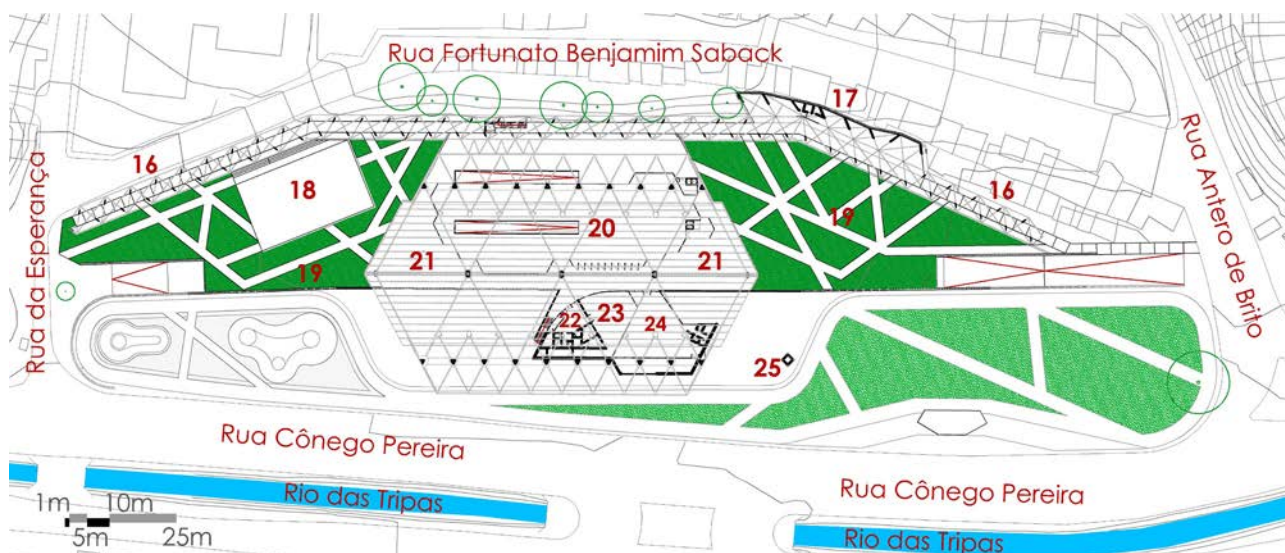 Rua Fortunato Benjamim Saback
17
Rua da Esperança
16
18
Rua Antero de Brito
16
19
20
21
21
19
22
23
24
25
Rua Cônego Pereira
Rua Cônego Pereira
Rio das Tripas
Rio das Tripas
1m
10m
5m
25m